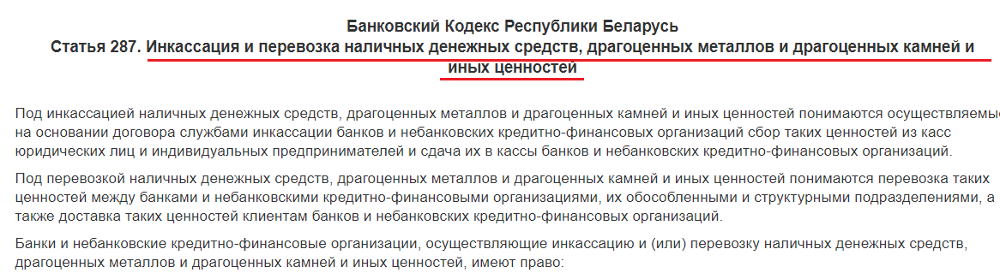 Банковский Кодекс Республики Беларусь
Статья 287. Инкассация и перевозка наличных денежных средств, драгоценных металлов и драгоценных камней и
иных ценностей
Под инкассацией наличных денежных средств, драгоценных металлов и драгоценных камней и иных ценностей понимаются осуществляемые
на основании договора службами инкассации банков и небанковских кредитно-финансовых организаций сбор таких ценностей из касс
юридических лиц и индивидуальных предпринимателей и сдача их в кассы банков и небанковских кредитно-финансовых организаций.
Под перевозкой наличных денежных средств, драгоценных металлов и драгоценных камней и иных ценностей понимаются перевозка таких
ценностей между банками и небанковскими кредитно-финансовыми организациями, их обособленными и структурными подразделениями, а
также доставка таких ценностей клиентам банков и небанковских кредитно-финансовых организаций.
Банки и небанковские кредитно-финансовые организации, осуществляющие инкассацию и (или) перевозку наличных денежных средств,
драгоценных металлов и драгоценных камней и иных ценностей, имеют право: